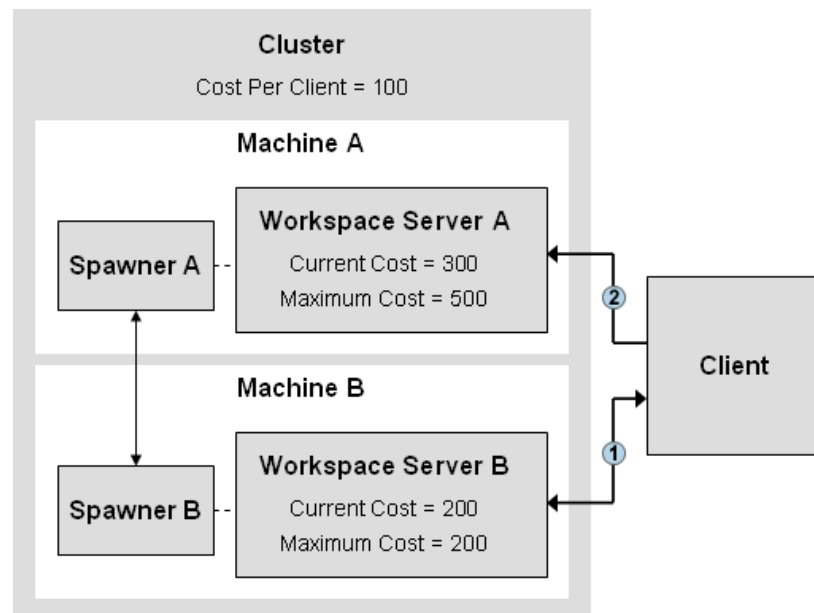 Cluster
Cost Per Client = 100
Machine A
Workspace Server A
Current Cost = 300
Maximum Cost = 500
Spawner A
2
Client
Machine B
1
Workspace Server B
Current Cost = 200
Maximum Cost = 200
Spawner B